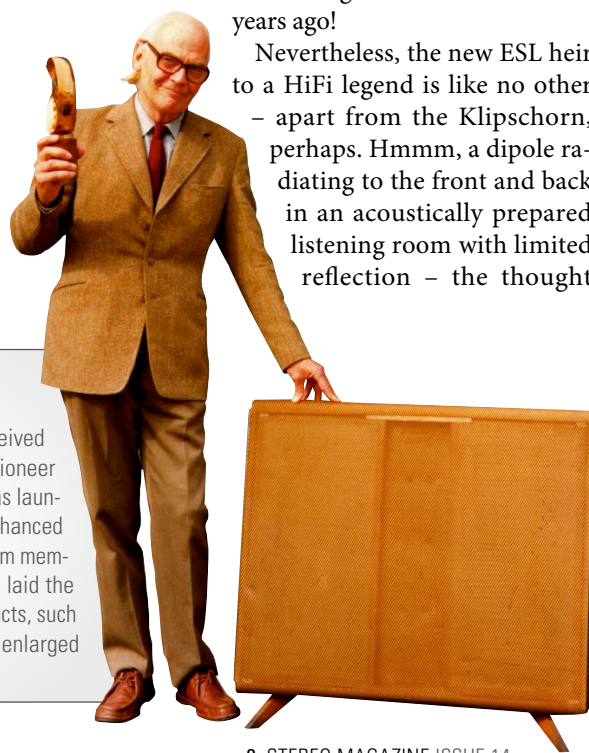 years ago!
Nevertheless, the new ESL heir
to a HiFi legend is like no other
– apart from the Klipschorn,
perhaps. Hmmm, a dipole ra-
diating to the front and back
in an acoustically prepared
listening room with limited
reflection – the thought
eived
ioneer
s laun-
hanced
m mem-
laid the
cts, such
enlarged
STEREO MAGAZINE ISSUE 14